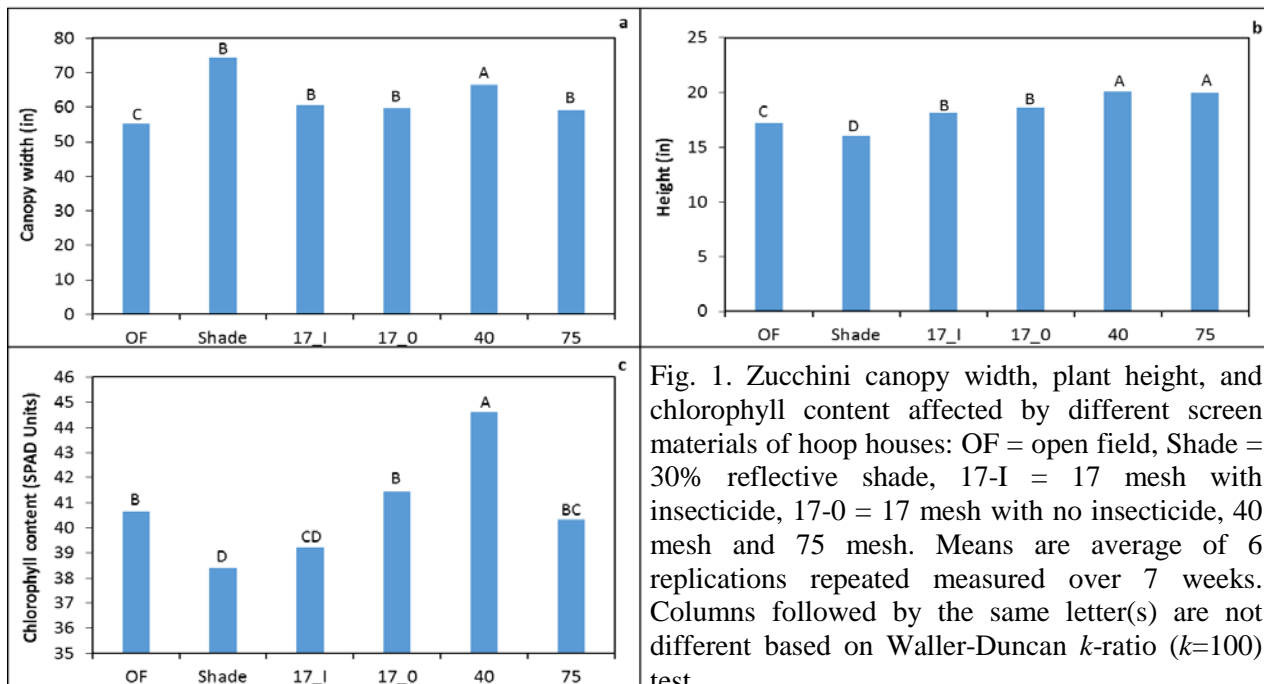 a
80
70
60
50
40
30
20
10
0
Canopy width (in)
C
B
B
B
A
B
OF Shade 17_I 17_0 40 75
b
25
20
15
10
5
0
Height (in)
C
D
B
B
A
A
OF Shade 17_I 17_0 40 75
c
46
45
44
43
42
41
40
39
38
37
36
35
Chlorophyll content (SPAD Units)
B
D
CD
B
A
BC
OF Shade 17_I 17_0 40 75
Fig. 1. Zucchini canopy width, plant height, and
chlorophyll content affected by different screen
materials of hoop houses: OF = open field, Shade =
30% reflective shade, 17-I = 17 mesh with
insecticide, 17-0 = 17 mesh with no insecticide, 40
mesh and 75 mesh. Means are average of 6
replications repeated measured over 7 weeks.
Columns followed by the same letter(s) are not
different based on Waller-Duncan k-ratio (k=100)
test